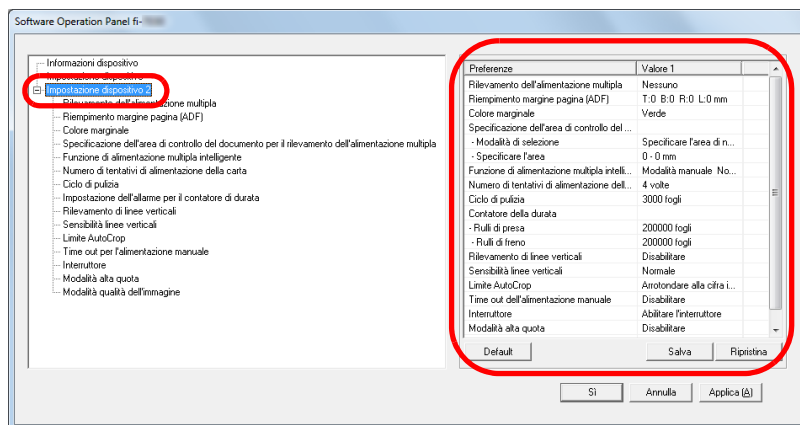 Software Operation Panel fi-
Informazioni dispositivo
Impostazione dispositivo
Impostazione dispositivo 2
Rilevamento dell'alimentazione multipla
Riempimento margine pagina (ADF)
Colore marginale
Specificazione dell'area di controllo del documento per il rilevamento dell'alimentazione multipla
Funzione di alimentazione multipla intelligente
Numero di tentativi di alimentazione della carta
Ciclo di pulizia
Impostazione dell'allarme per il contatore di durata
Rilevamento di linee verticali
Sensibilità linee verticali
Limite AutoCrop
Time out per l'alimentazione manuale
Interruttore
Modalità alta quota
Modalità qualità dell'immagine
Preferenze Valore 1
Rilevamento dell'alimentazione multipla Nessuno
Riempimento margine pagina (ADF) T:0 B:0 R:0 L:0 mm
Colore marginale Verde
Specificazione dell'area di controllo del ...
- Modalità di selezione Specificare l'area di n...
- Specificare l'area 0 - 0 mm
Funzione di alimentazione multipla intelli... Modalità manuale No...
Numero di tentativi di alimentazione dell... 4 volte
Ciclo di pulizia 3000 fogli
Contatore della durata
- Rulli di presa 200000 fogli
- Rulli di freno 200000 fogli
Rilevamento di linee verticali Disabilitare
Sensibilità linee verticali Normale
Limite AutoCrop Arrotondare alla cifra i...
Time out dell'alimentazione manuale Disabilitare
Interruttore Abilitare l'interruttore
Modalità alta quota Disabilitare
Default Salva Ripristina
Sì Annulla Applica (A)